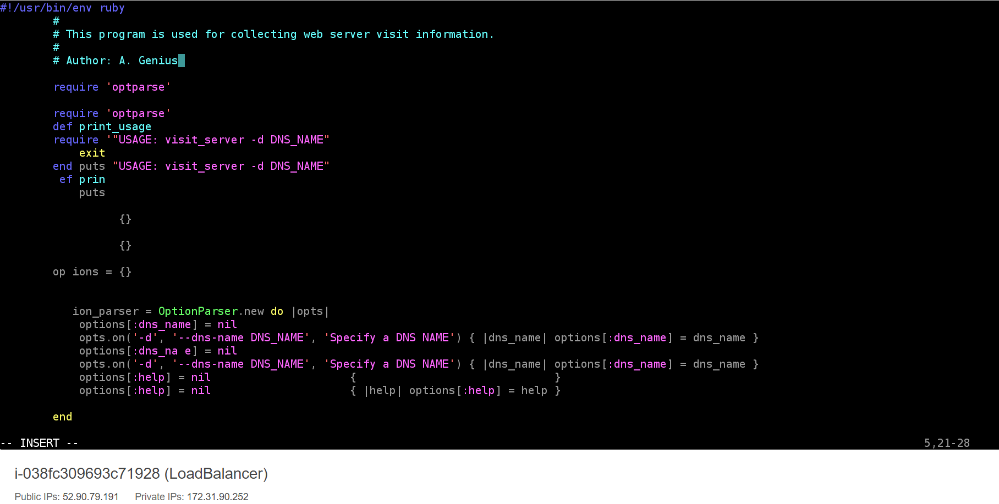 #!/usr/bin/env ruby
#
# This program is used for collecting web server visit information.
#
# Author: A. Genius
require 'optparse'
require 'optparse'
def print_usage
require '"USAGE: visit_server -d DNS_NAME"
exit
end puts "USAGE: visit_server -d DNS_NAME"
ef prin
puts
{}
{}
op ions = {}
ion_parser = OptionParser.new do |opts|
options[:dns_name] = nil
opts.on('-d', '--dns-name DNS_NAME', 'Specify a DNS NAME') { |dns_name| options[:dns_name] = dns_name }
options[:dns_na e] = nil
opts.on('-d', '--dns-name DNS_NAME', 'Specify a DNS NAME') { |dns_name| options[:dns_name] = dns_name }
options[:help] = nil { }
options[:help] = nil { |help| options[:help] = help }
end
-- INSERT -- 5,21-28
i-038fc309693c71928 (LoadBalancer)
Public IPs: 52.90.79.191 Private IPs: 172.31.90.252